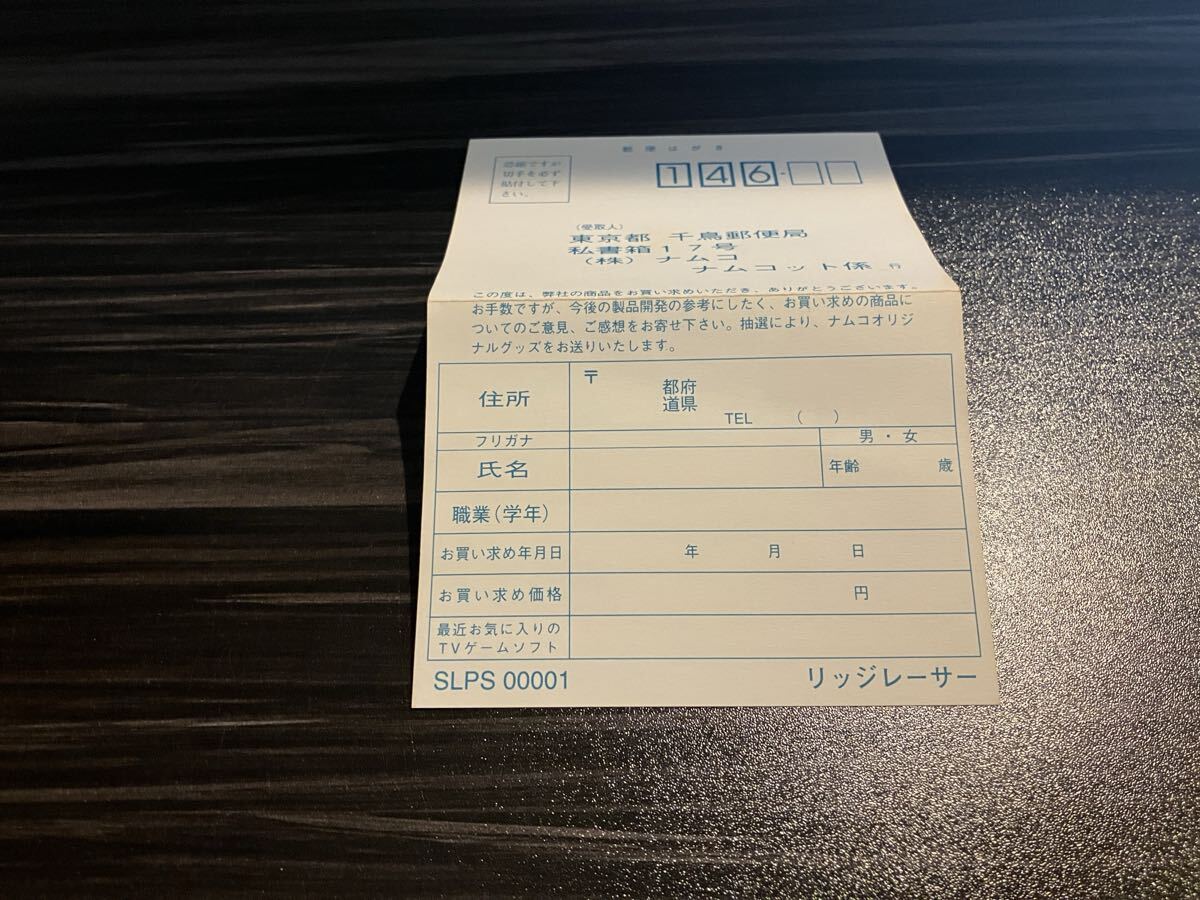 郵便はがき
恐縮ですが
切手を必ず
貼付して下
さい。
146-
(受取人)
東京都 千鳥郵便局
私書箱17号
(株) ナムコ
ナムコット係 行
この度は、弊社の商品をお買い求めいただき、ありがとうございます。
お手数ですが、今後の製品開発の参考にしたく、お買い求めの商品に
ついてのご意見、ご感想をお寄せ下さい。抽選により、ナムコオリジ
ナルグッズをお送りいたします。
住所
〒
都府
道県
TEL ( )
フリガナ
男・女
氏名
年齢 歳
職業(学年)
お買い求め年月日
年 月 日
お買い求め価格
円
最近お気に入りの
TVゲームソフト
SLPS 00001
リッジレーサー